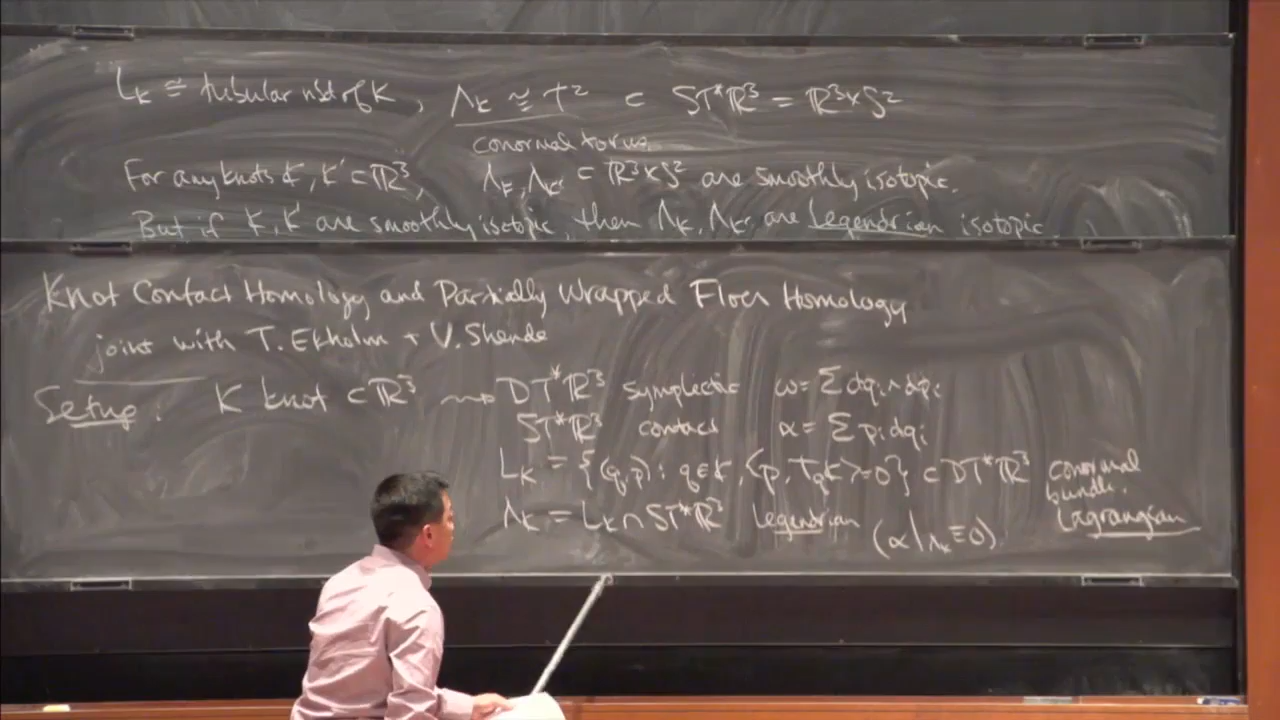 L_K ≅ tubular nbd of K, Λ_K ≅ T² ⊂ ST*ℝ³ = ℝ³×S²
conormal torus.
For any knots K, K' ⊂ ℝ³, Λ_K, Λ_K' ⊂ ℝ³×S² are smoothly isotopic.
But if K, K' are smoothly isotopic, then Λ_K, Λ_K' are Legendrian isotopic.
Knot Contact Homology and Partially Wrapped Floer Homology
joint with T. Ekholm + V. Shende
Setup: K knot ⊂ ℝ³ ⇝ DT*ℝ³ symplectic ω = Σ dq_i ∧ dp_i
ST*ℝ³ contact α = Σ p_i dq_i
L_K = {(q,p): q∈K, ⟨p, T_qK⟩=0} ⊂ DT*ℝ³ conormal bundle. Lagrangian
Λ_K = L_K ∩ ST*ℝ³ Legendrian (α|Λ_K ≡ 0)